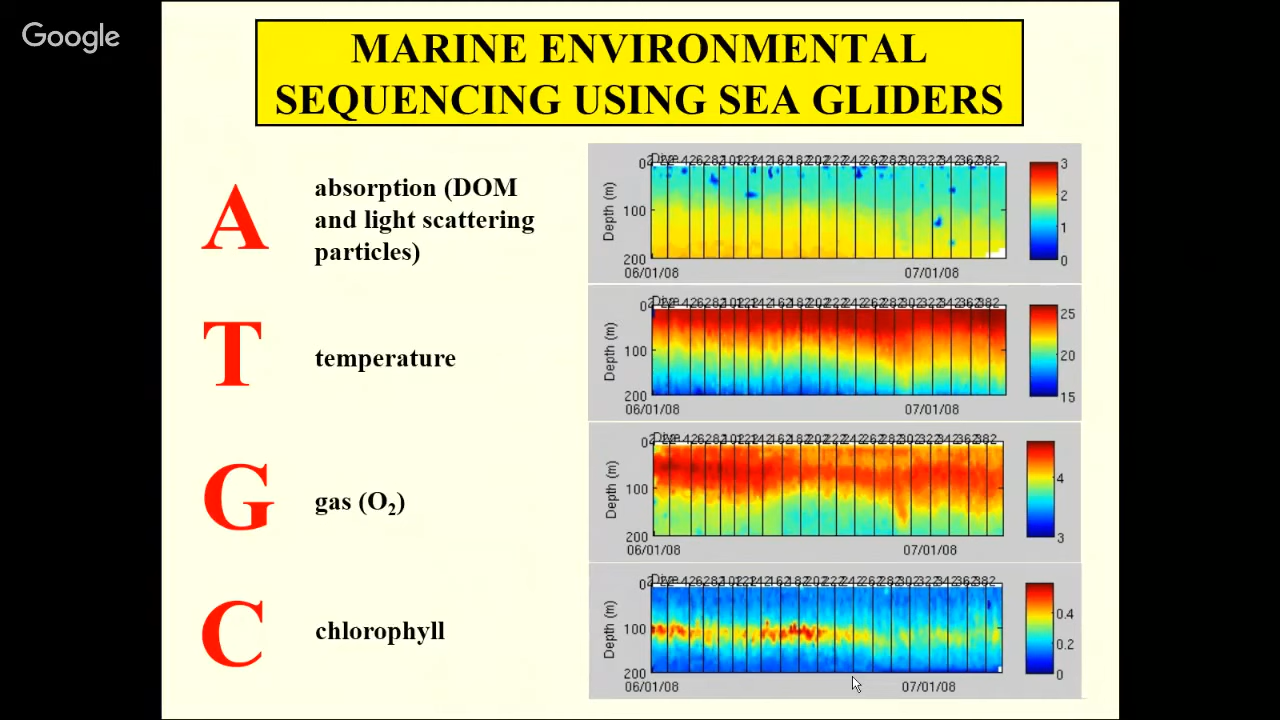 Google
MARINE ENVIRONMENTAL
SEQUENCING USING SEA GLIDERS
A
absorption (DOM
and light scattering
particles)
Depth (m)
0
100
200
06/01/08
07/01/08
3
2
1
0
T
temperature
Depth (m)
0
100
200
06/01/08
07/01/08
25
20
15
G
gas (O₂)
Depth (m)
0
100
200
06/01/08
07/01/08
4
3
C
chlorophyll
Depth (m)
0
100
200
06/01/08
07/01/08
0.4
0.2
0